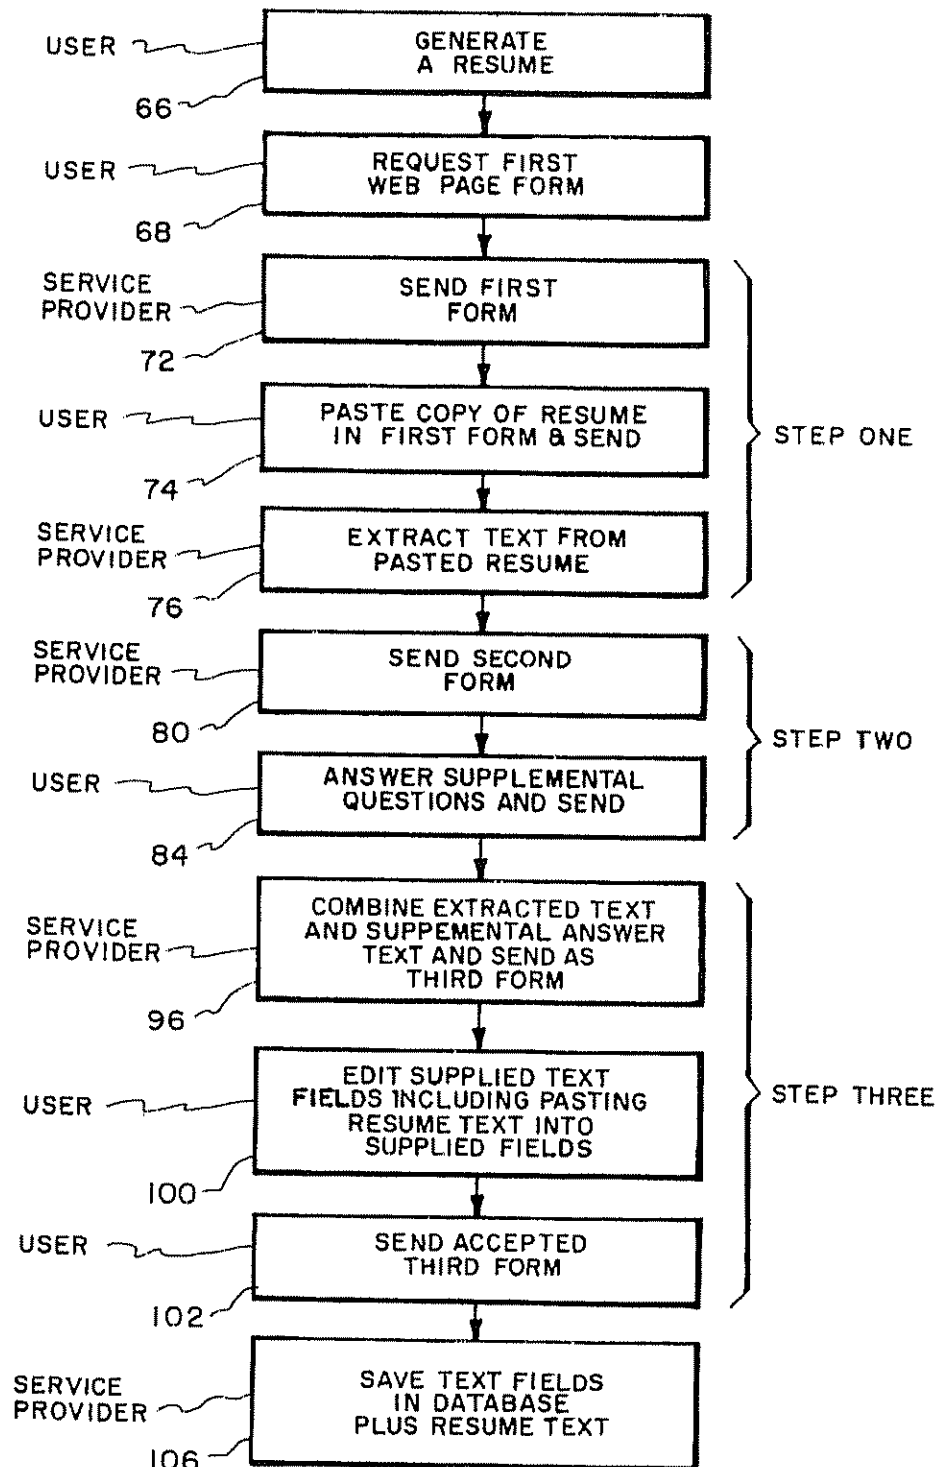 USER
GENERATE
A RESUME
66
USER
REQUEST FIRST
WEB PAGE FORM
68
SERVICE
PROVIDER
SEND FIRST
FORM
72
USER
PASTE COPY OF RESUME
IN FIRST FORM & SEND
74
SERVICE
PROVIDER
EXTRACT TEXT FROM
PASTED RESUME
76
STEP ONE
SERVICE
PROVIDER
SEND SECOND
FORM
80
USER
ANSWER SUPPLEMENTAL
QUESTIONS AND SEND
84
STEP TWO
SERVICE
PROVIDER
COMBINE EXTRACTED TEXT
AND SUPPEMENTAL ANSWER
TEXT AND SEND AS
THIRD FORM
96
USER
EDIT SUPPLIED TEXT
FIELDS INCLUDING PASTING
RESUME TEXT INTO
SUPPLIED FIELDS
100
USER
SEND ACCEPTED
THIRD FORM
102
STEP THREE
SERVICE
PROVIDER
SAVE TEXT FIELDS
IN DATABASE
PLUS RESUME TEXT
106